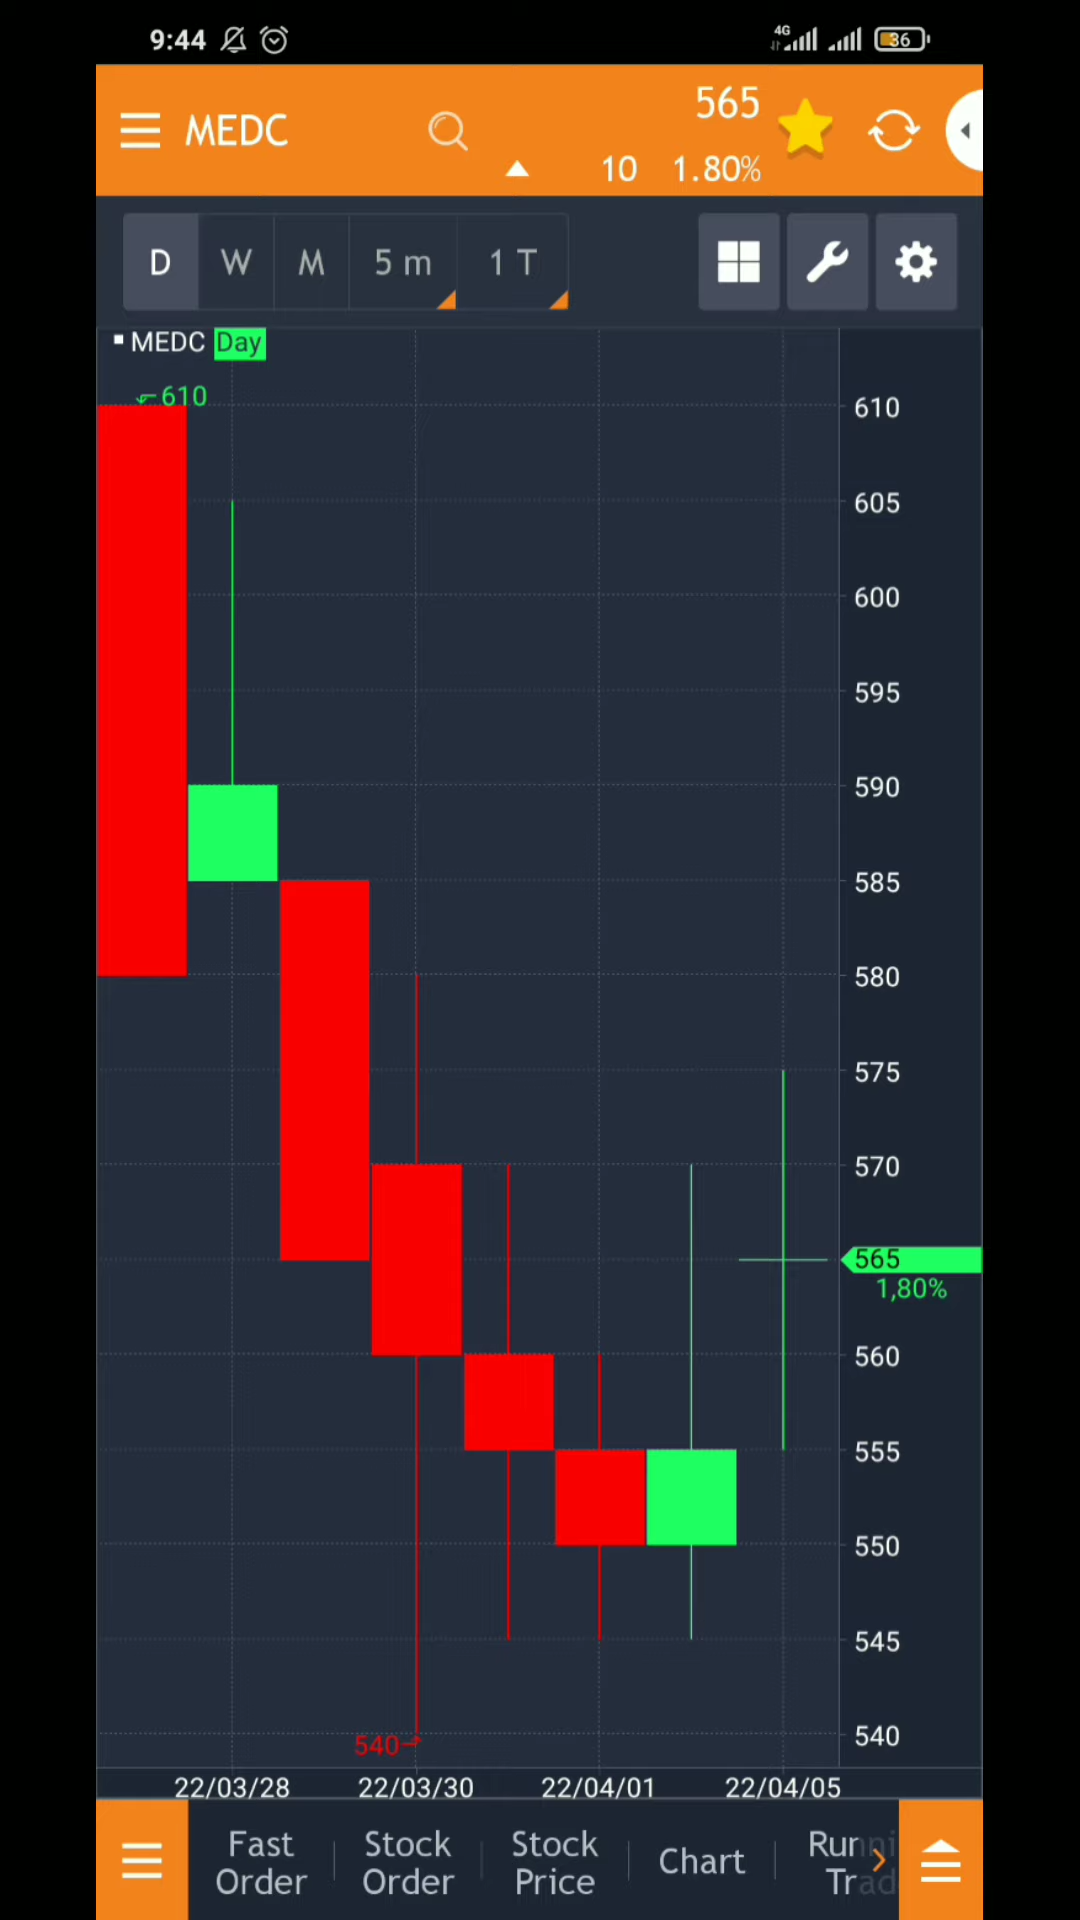 9:44
4G
36
MEDC
565
10 1.80%
D W M 5 m 1 T
MEDC Day
610
610
605
600
595
590
585
580
575
570
565
1,80%
560
555
550
545
540
540
22/03/28 22/03/30 22/04/01 22/04/05
Fast Order
Stock Order
Stock Price
Chart